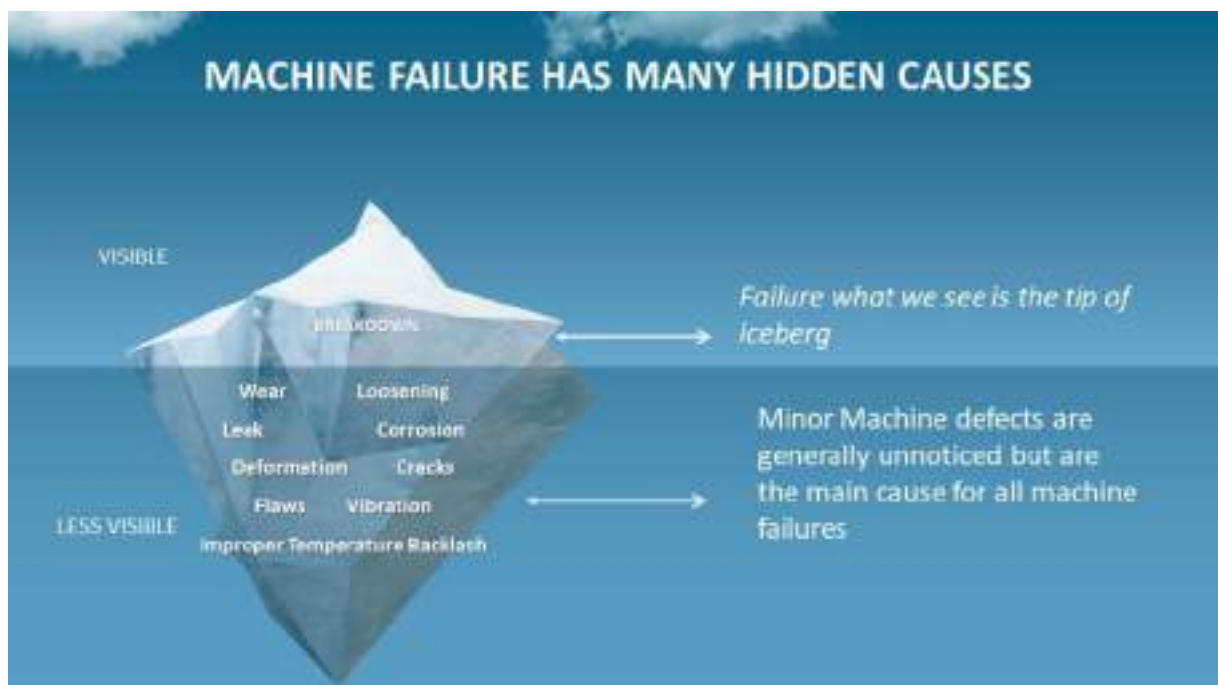 MACHINE FAILURE HAS MANY HIDDEN CAUSES
VISIBLE
BREAKDOWN
Failure what we see is the tip of
Iceberg
Wear Loosening
Leak Corrosion
Deformation Cracks
Flaws Vibration
Improper Temperature Backlash
LESS VISIBLE
Minor Machine defects are
generally unnoticed but are
the main cause for all machine
failures